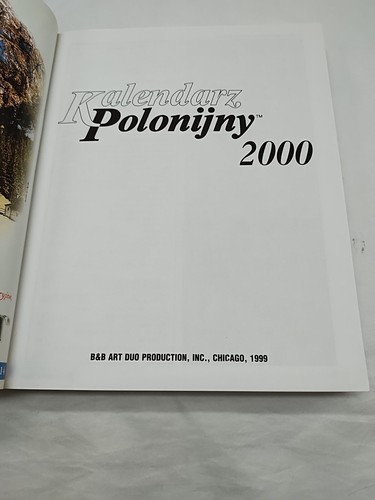 Kalendarz
Polonijny™
2000
B&B ART DUO PRODUCTION, INC., CHICAGO, 1999